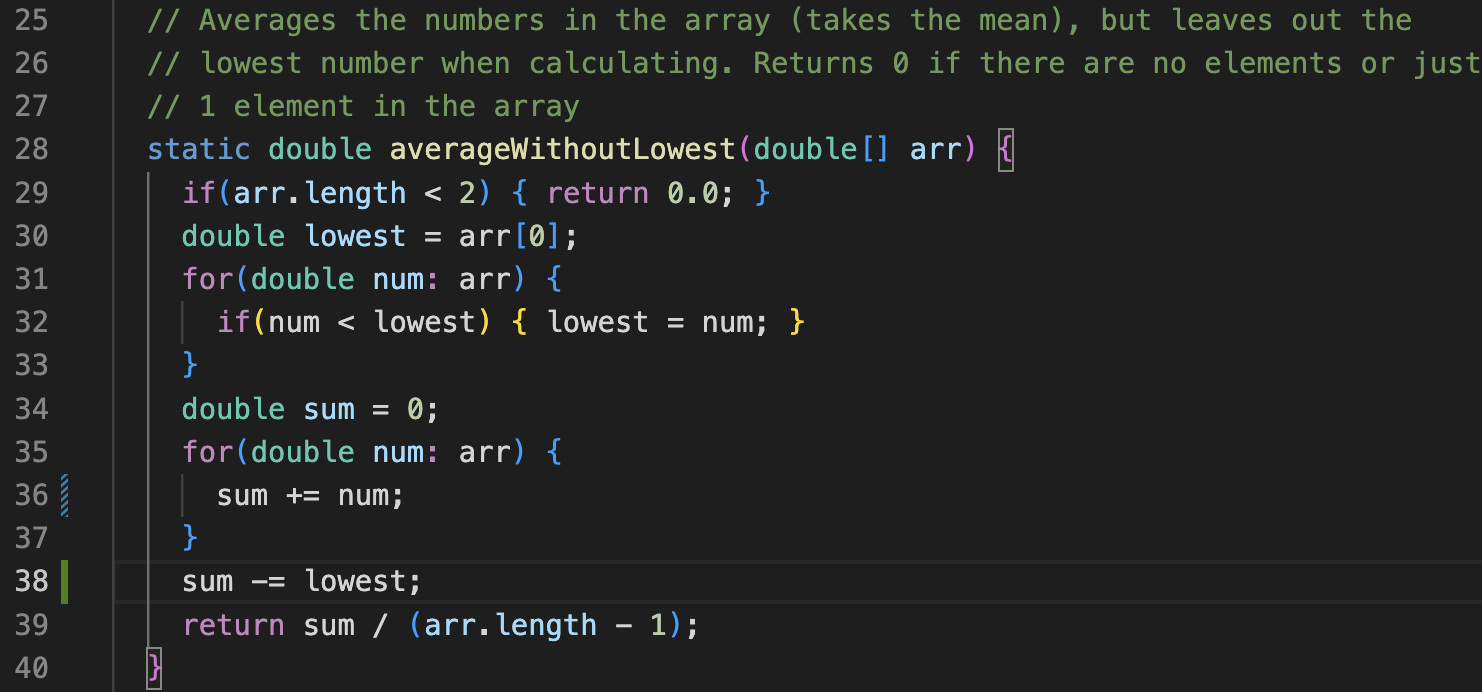 25 // Averages the numbers in the array (takes the mean), but leaves out the
26 // lowest number when calculating. Returns 0 if there are no elements or just
27 // 1 element in the array
28 static double averageWithoutLowest(double[] arr) {
29 if(arr.length < 2) { return 0.0; }
30 double lowest = arr[0];
31 for(double num: arr) {
32 if(num < lowest) { lowest = num; }
33 }
34 double sum = 0;
35 for(double num: arr) {
36 sum += num;
37 }
38 sum -= lowest;
39 return sum / (arr.length - 1);
40 }